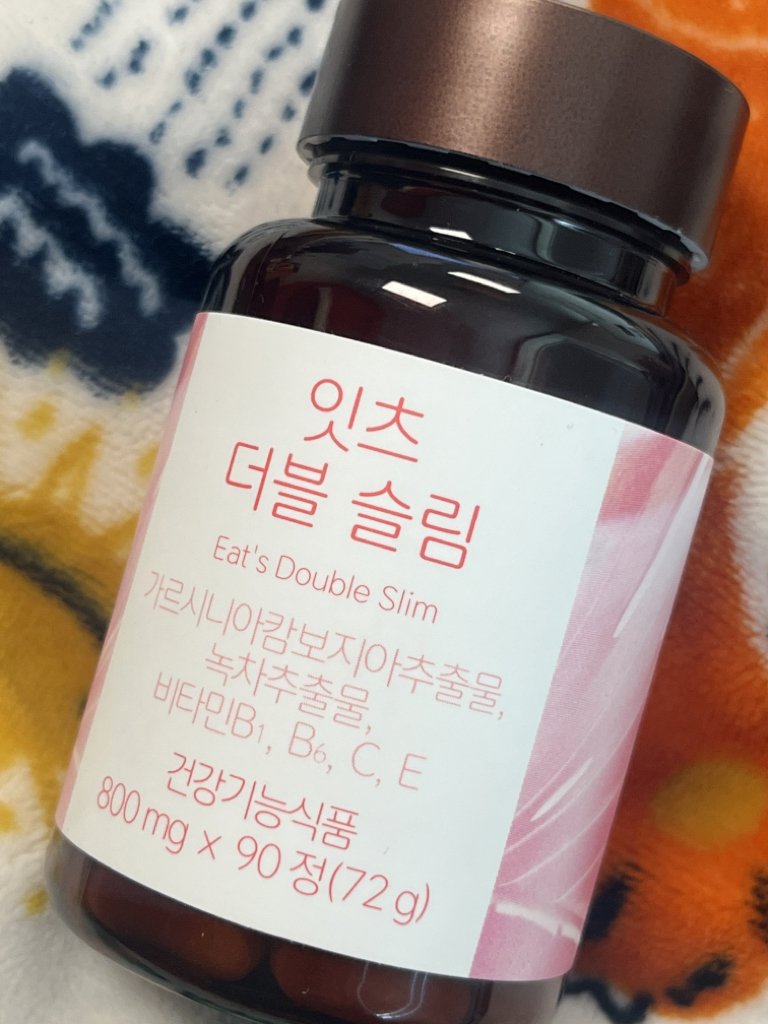 잇츠
더블 슬림
Eat's Double Slim
가르시니아캄보지아추출물,
녹차추출물,
비타민B₁, B₆, C, E
건강기능식품
800 mg x 90 정(72 g)